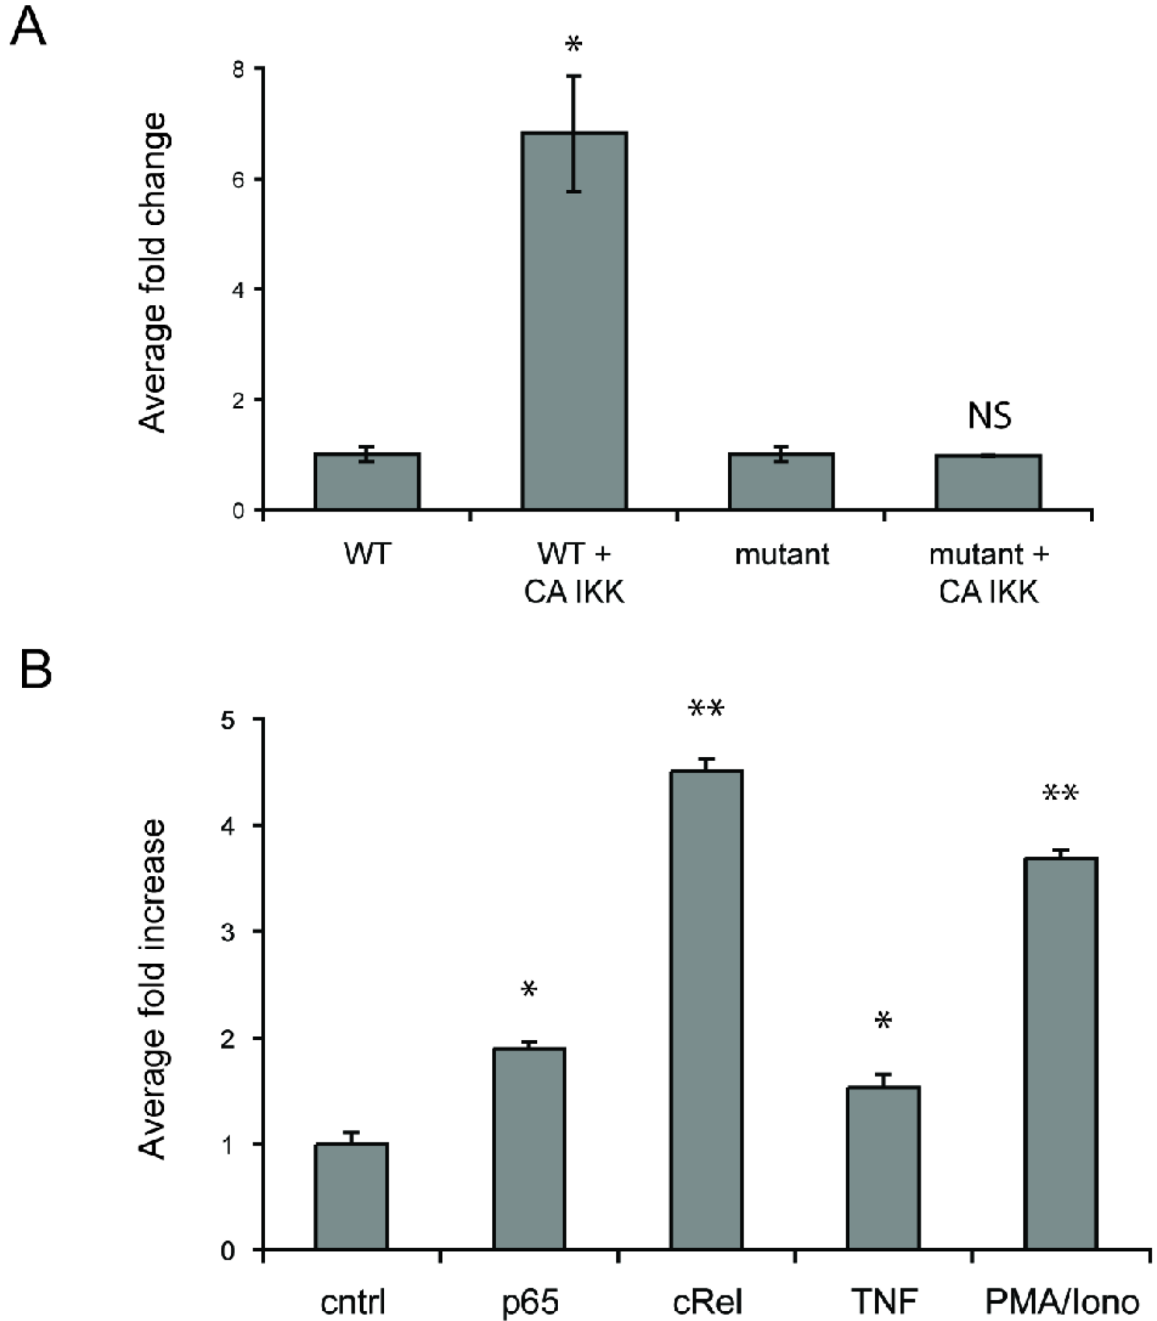 A
*
8
6
4
2
0
Average fold change
NS
WT
WT +
CA IKK
mutant
mutant +
CA IKK
B
5
4
3
2
1
0
Average fold increase
*
**
*
**
cntrl
p65
cRel
TNF
PMA/Iono